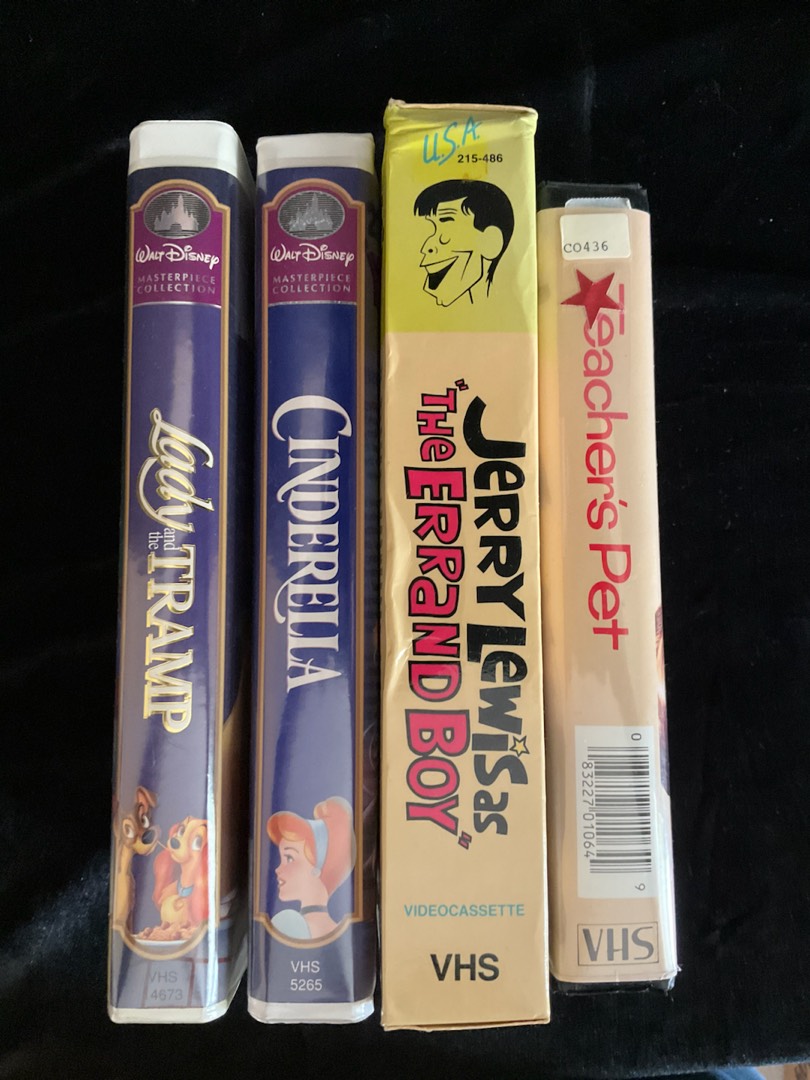 WALT DISNEY
MASTERPIECE
COLLECTION
Lady
and
the
TRAMP
VHS
4673
WALT DISNEY
MASTERPIECE
COLLECTION
CINDERELLA
VHS
5265
U.S.A.
215-486
JERRY LEWIS as
"THE ERRAND BOY"
VIDEOCASSETTE
VHS
CO436
Teacher's Pet
0 83227 01064 9
VHS